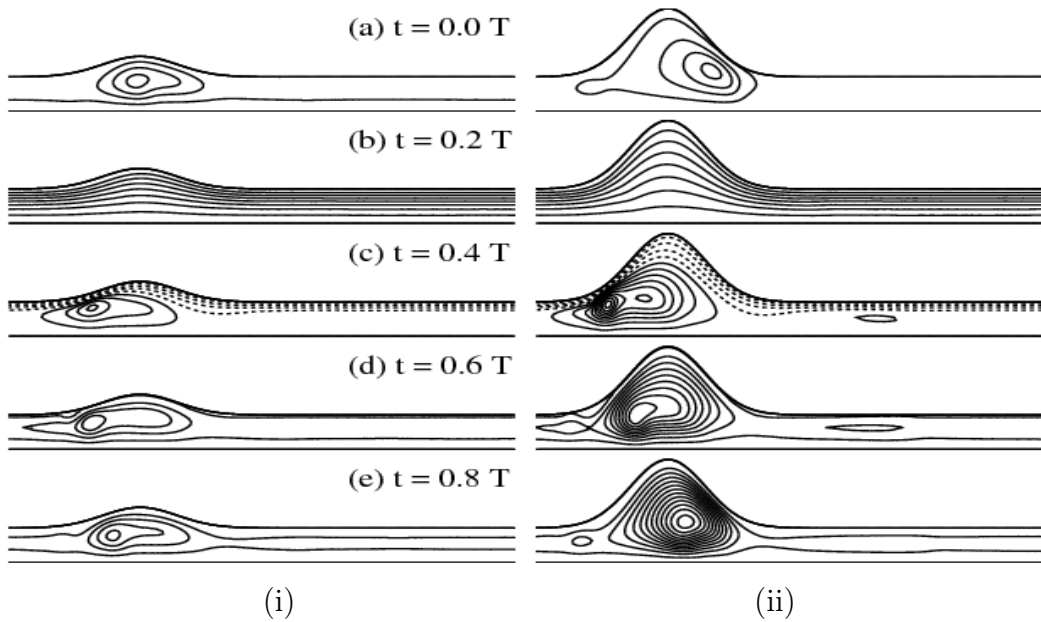 (a) t = 0.0 T
(b) t = 0.2 T
(c) t = 0.4 T
(d) t = 0.6 T
(e) t = 0.8 T
(i)
(ii)